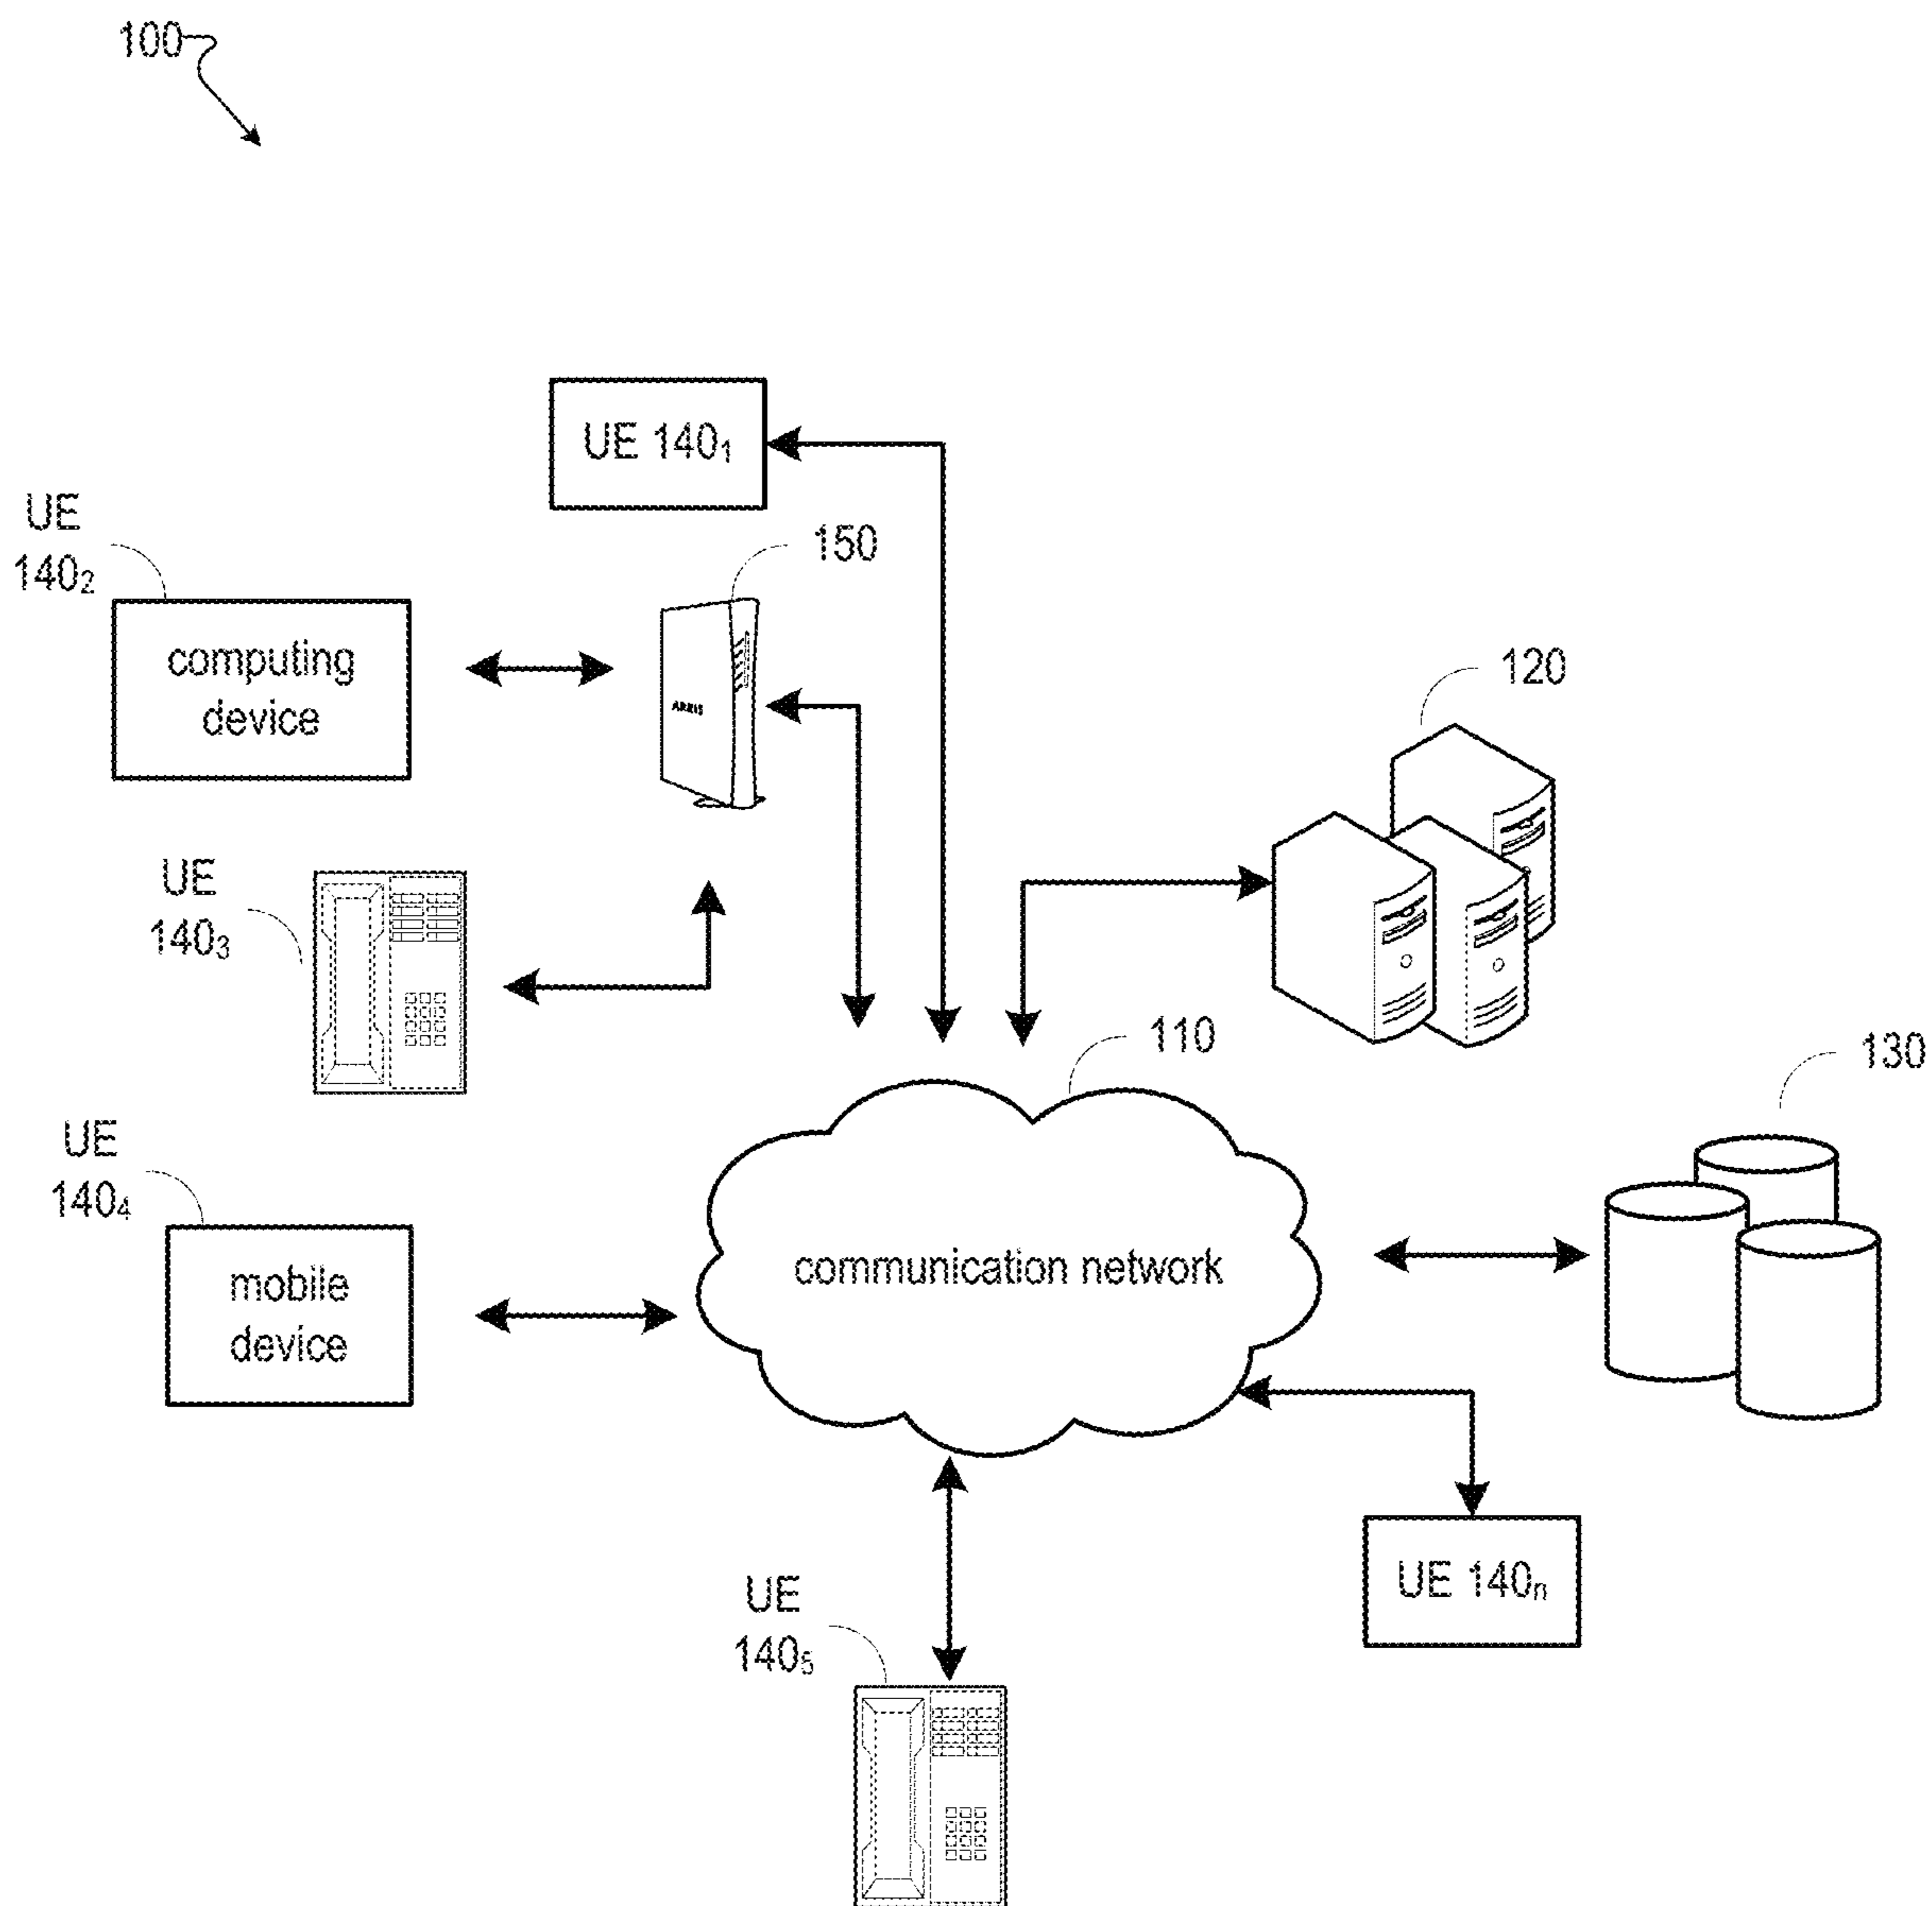 100
UE 140₁
UE
140₂
150
computing
device
ARRIS
120
UE
140₃
110
130
UE
140₄
communication network
mobile
device
UE 140ₙ
UE
140₅